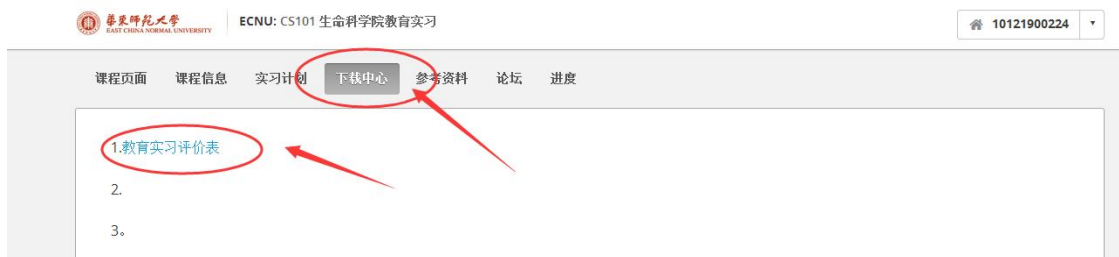 華東師範大學
EAST CHINA NORMAL UNIVERSITY
ECNU: CS101 生命科学院教育实习
10121900224
课程页面 课程信息 实习计划 下载中心 参考资料 论坛 进度
1.教育实习评价表
2.
3。